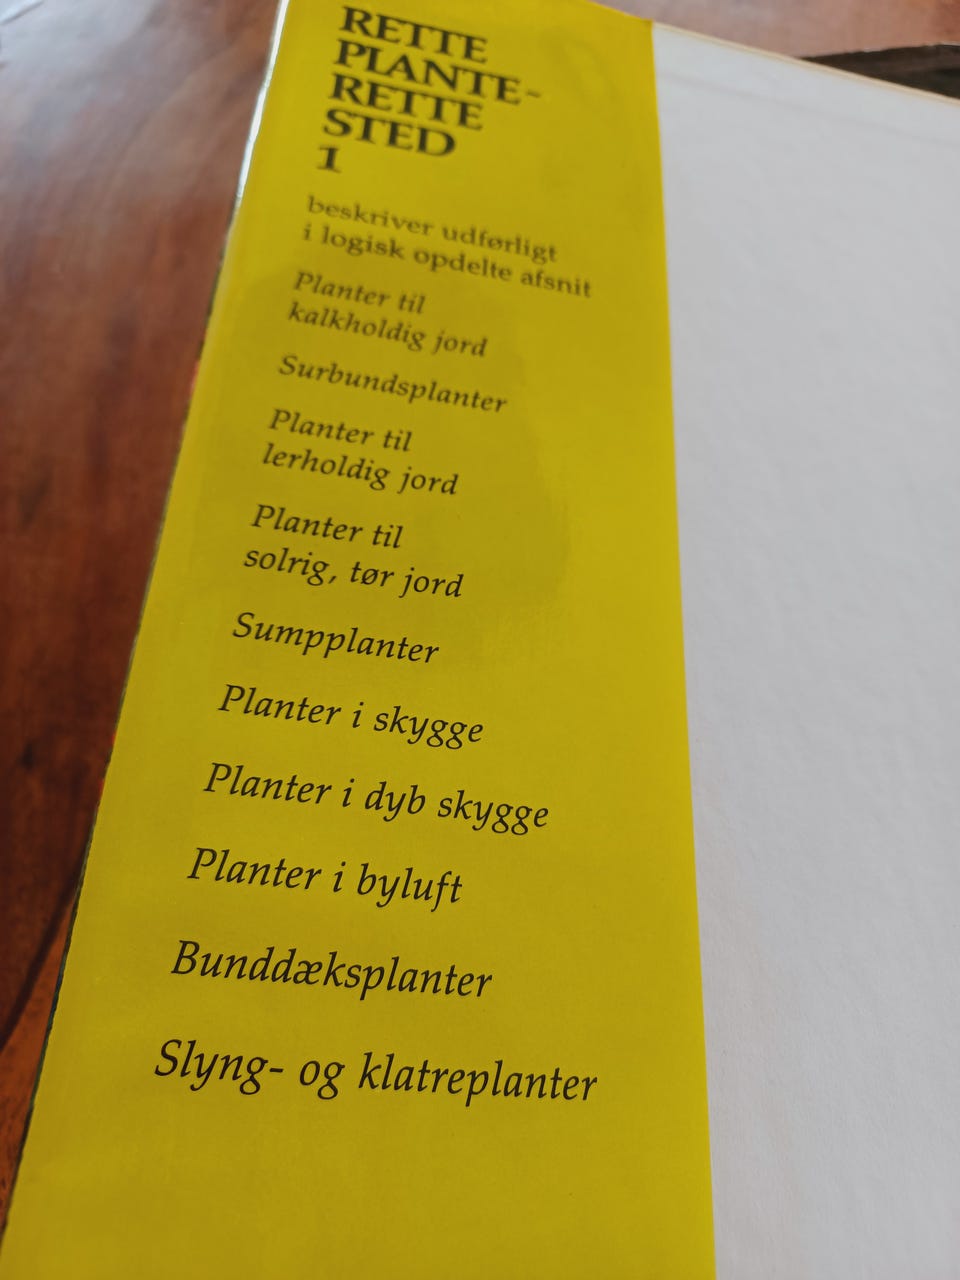 RETTE
PLANTE-
RETTE
STED
1
beskriver udførligt
i logisk opdelte afsnit
Planter til
kalkholdig jord
Surbundsplanter
Planter til
lerholdig jord
Planter til
solrig, tør jord
Sumpplanter
Planter i skygge
Planter i dyb skygge
Planter i byluft
Bunddæksplanter
Slyng- og klatreplanter